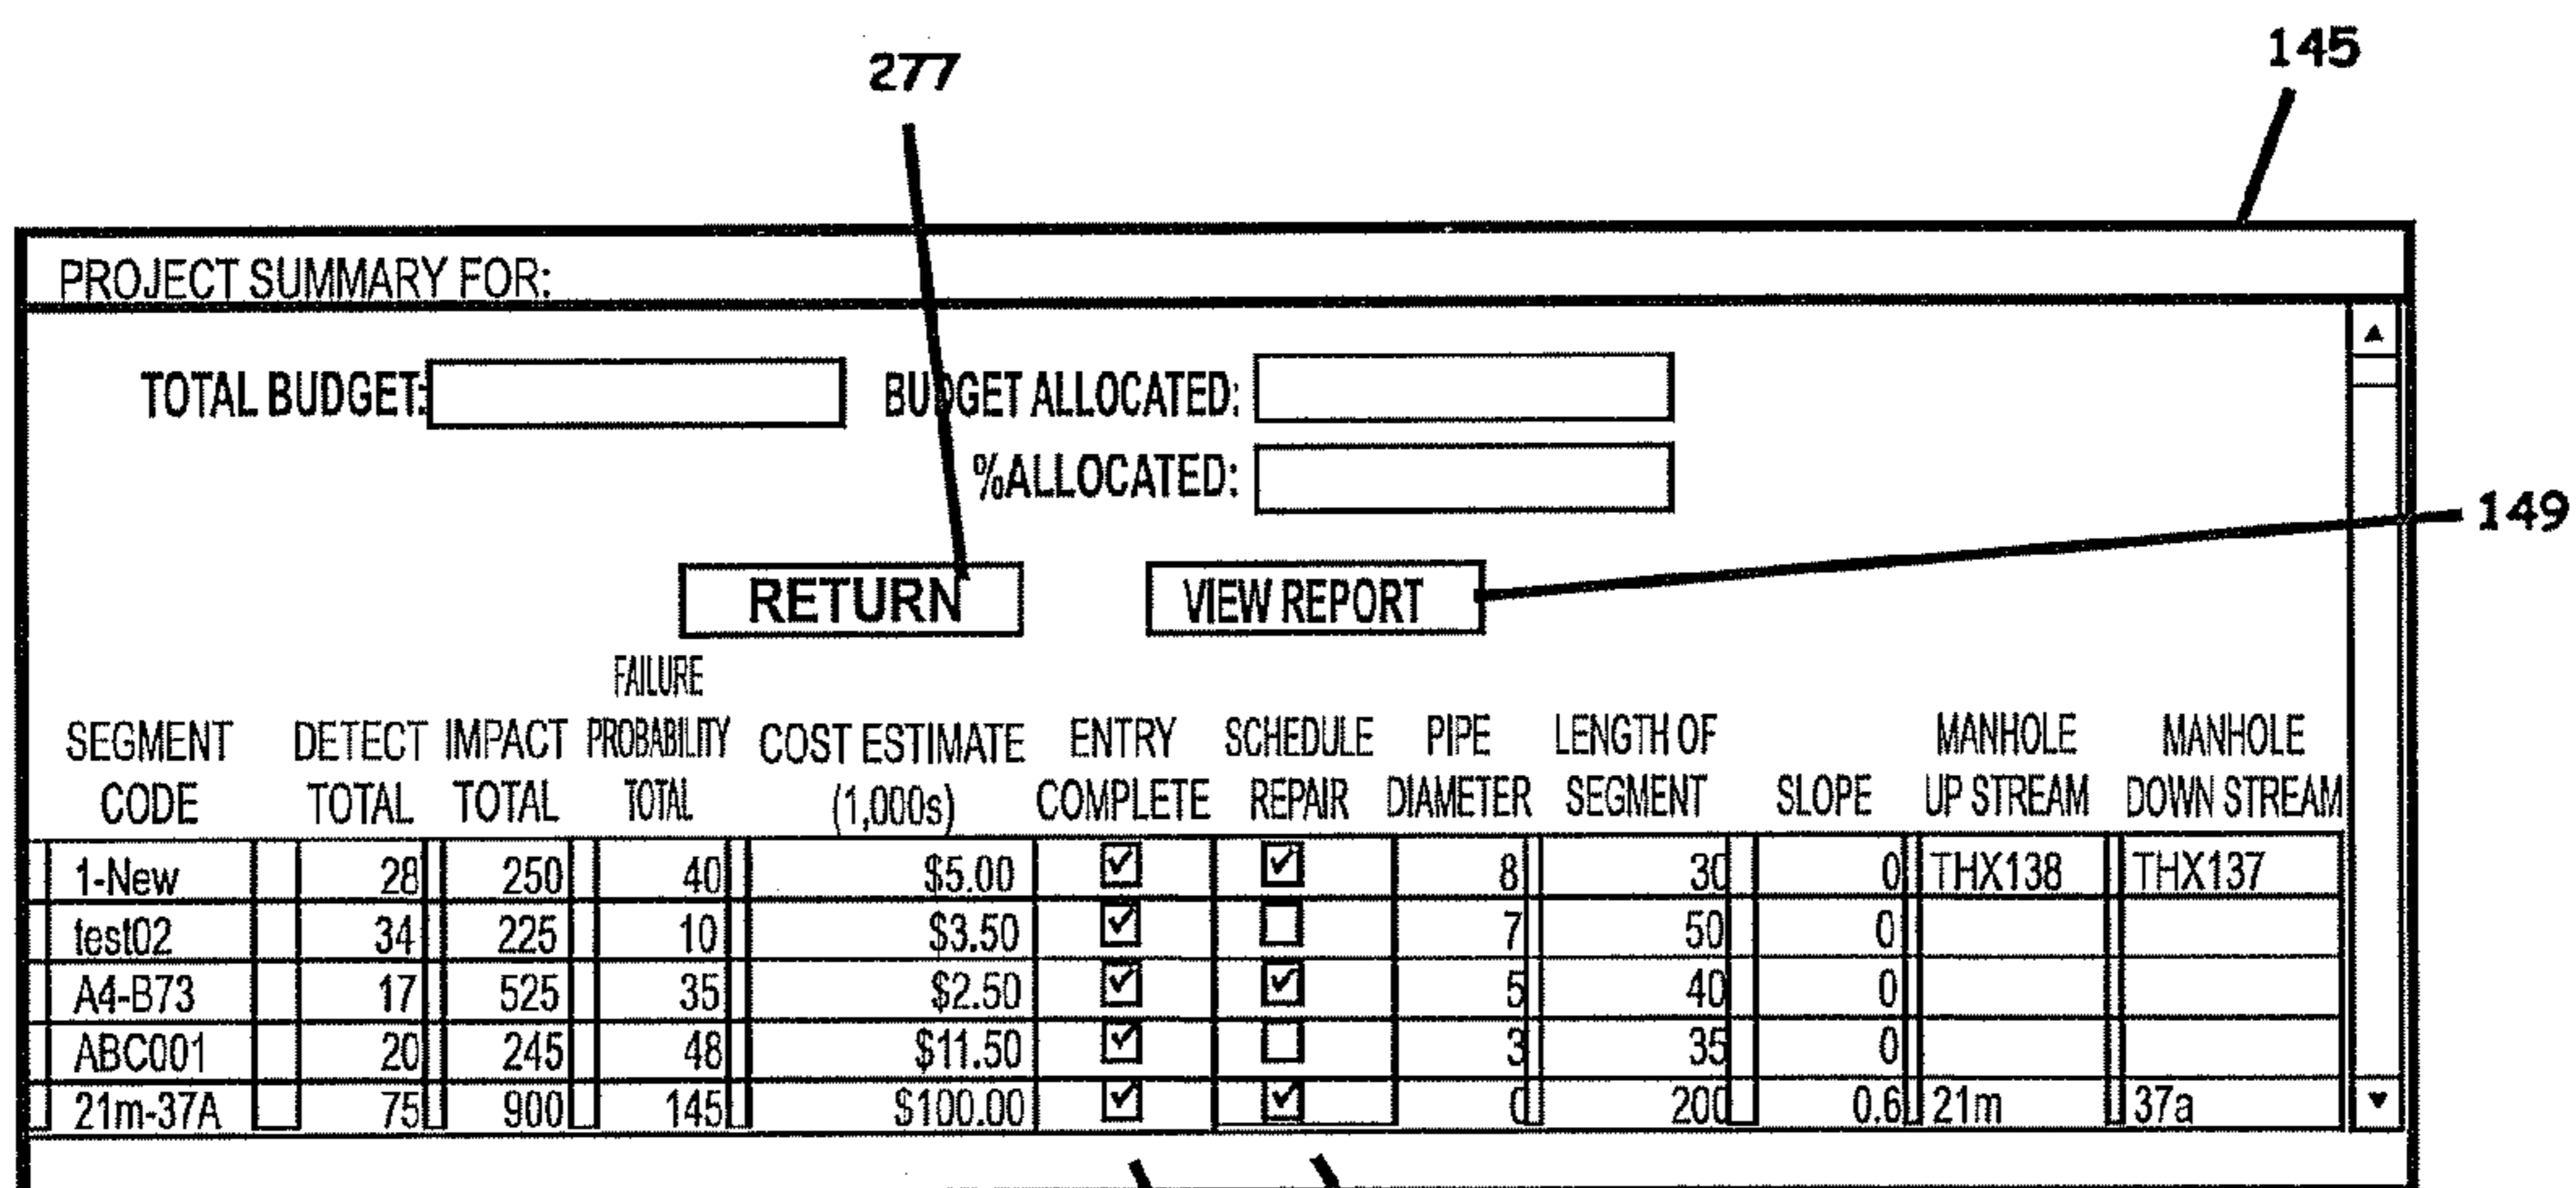 145
277
PROJECT SUMMARY FOR:
TOTAL BUDGET: BUDGET ALLOCATED:
%ALLOCATED:
149
RETURN VIEW REPORT
SEGMENT CODE DETECT TOTAL IMPACT TOTAL FAILURE PROBABILITY TOTAL COST ESTIMATE (1,000s) ENTRY COMPLETE SCHEDULE REPAIR PIPE DIAMETER LENGTH OF SEGMENT SLOPE MANHOLE UP STREAM MANHOLE DOWN STREAM
1-New 28 250 40 $5.00 8 30 0 THX138 THX137
test02 34 225 10 $3.50 7 50 0
A4-B73 17 525 35 $2.50 5 40 0
ABC001 20 245 48 $11.50 3 35 0
21m-37A 75 900 145 $100.00 0 200 0.6 21m 37a